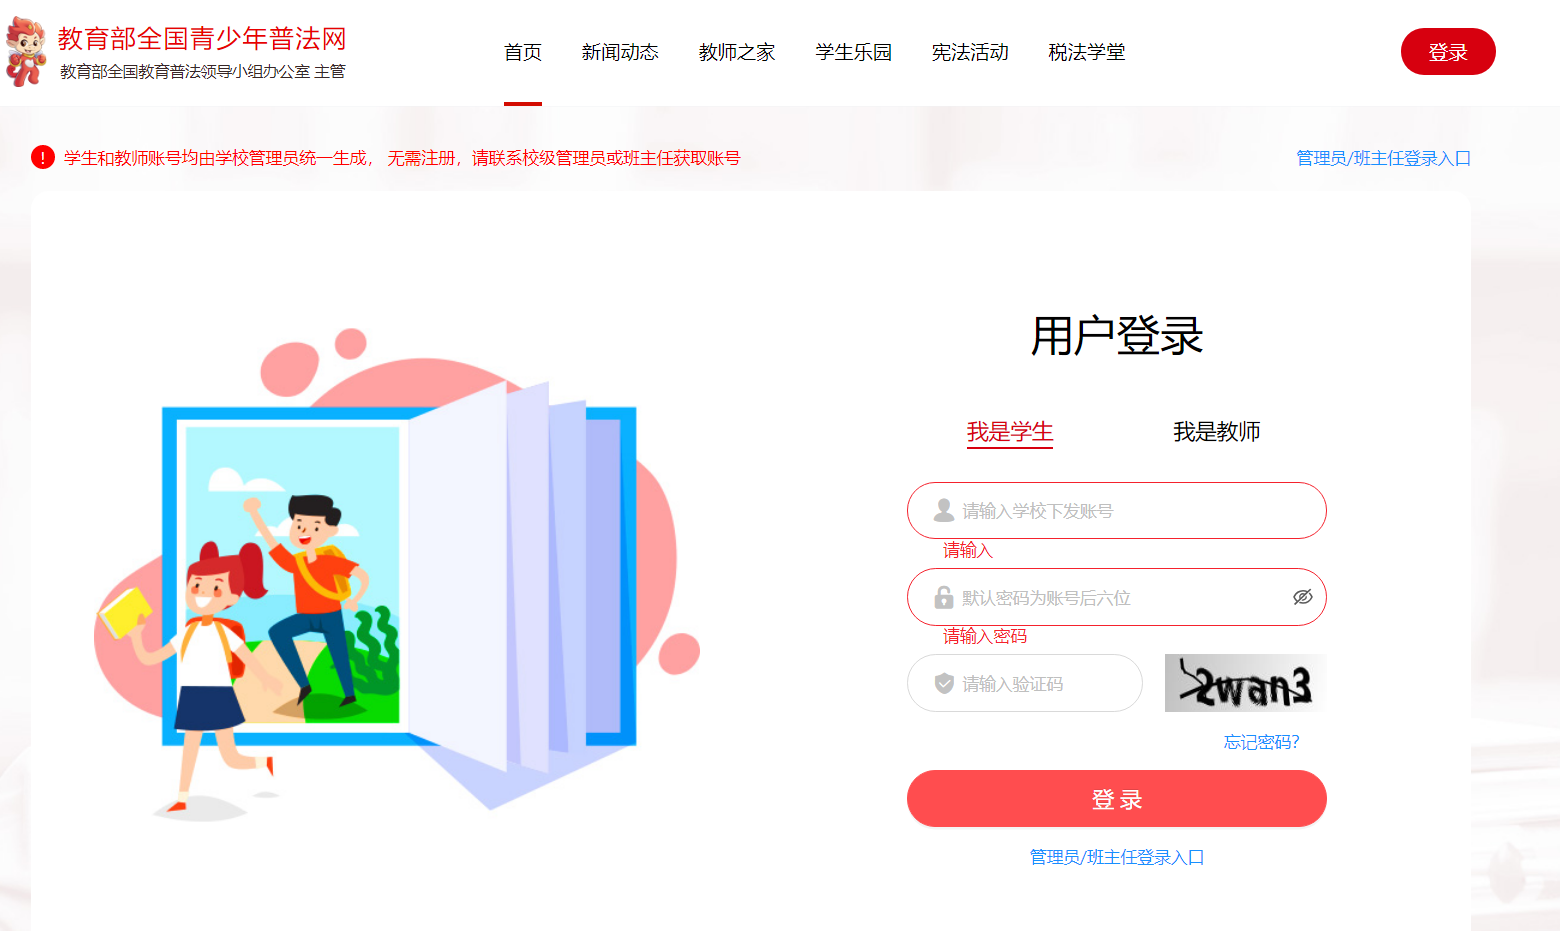 教育部全国青少年普法网
教育部全国教育普法领导小组办公室 主管
首页 新闻动态 教师之家 学生乐园 宪法活动 税法学堂
登录
学生和教师账号均由学校管理员统一生成， 无需注册，请联系校级管理员或班主任获取账号
管理员/班主任登录入口
用户登录
我是学生 我是教师
请输入学校下发账号
请输入
默认密码为账号后六位
请输入密码
请输入验证码
2wan3
忘记密码?
登 录
管理员/班主任登录入口